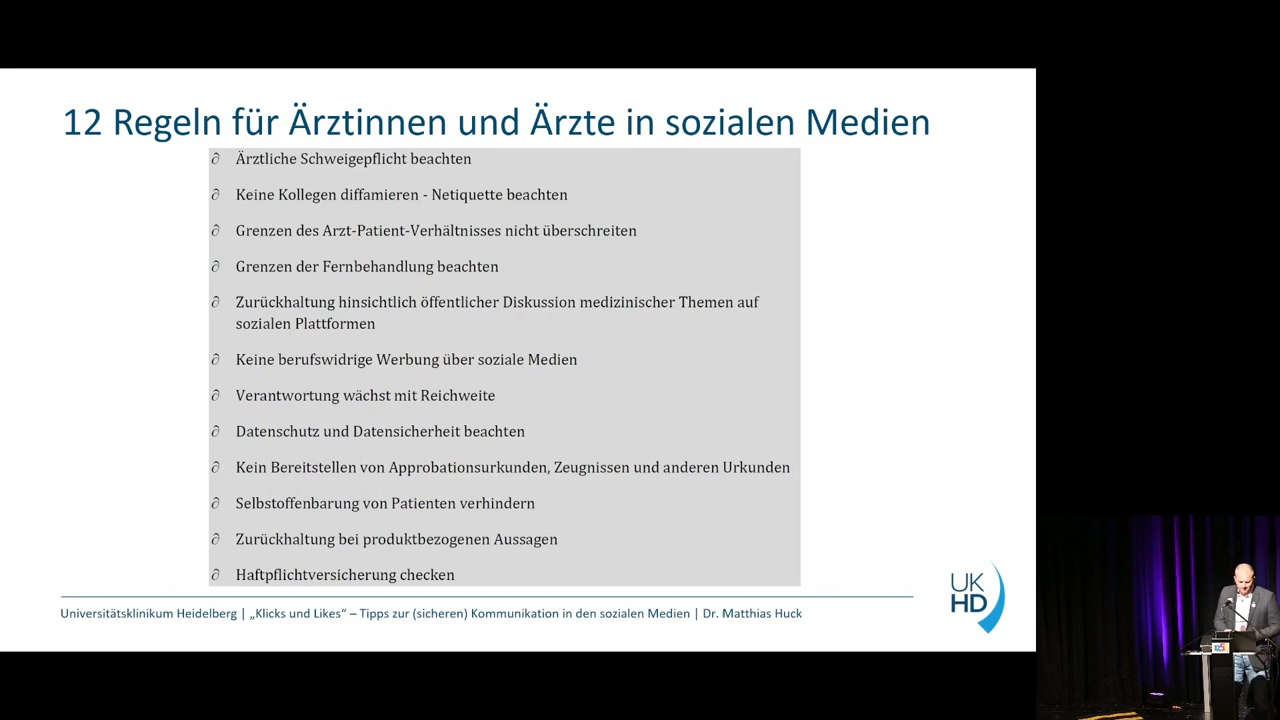 12 Regeln für Ärztinnen und Ärzte in sozialen Medien
∂ Ärztliche Schweigepflicht beachten
∂ Keine Kollegen diffamieren - Netiquette beachten
∂ Grenzen des Arzt-Patient-Verhältnisses nicht überschreiten
∂ Grenzen der Fernbehandlung beachten
∂ Zurückhaltung hinsichtlich öffentlicher Diskussion medizinischer Themen auf
sozialen Plattformen
∂ Keine berufswidrige Werbung über soziale Medien
∂ Verantwortung wächst mit Reichweite
∂ Datenschutz und Datensicherheit beachten
∂ Kein Bereitstellen von Approbationsurkunden, Zeugnissen und anderen Urkunden
∂ Selbstoffenbarung von Patienten verhindern
∂ Zurückhaltung bei produktbezogenen Aussagen
∂ Haftpflichtversicherung checken
Universitätsklinikum Heidelberg | „Klicks und Likes“ – Tipps zur (sicheren) Kommunikation in den sozialen Medien | Dr. Matthias Huck
UK
HD